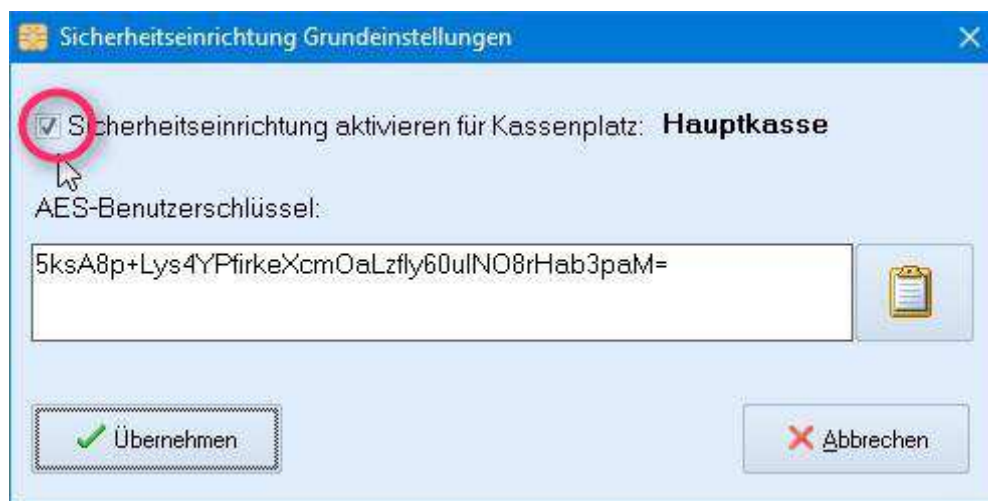 Sicherheitseinrichtung Grundeinstellungen
Sicherheitseinrichtung aktivieren für Kassenplatz: Hauptkasse
AES-Benutzerschlüssel:
5ksA8p+Lys4YPfirkeXcmOaLzfly60ulNO8rHab3paM=
Übernehmen
Abbrechen